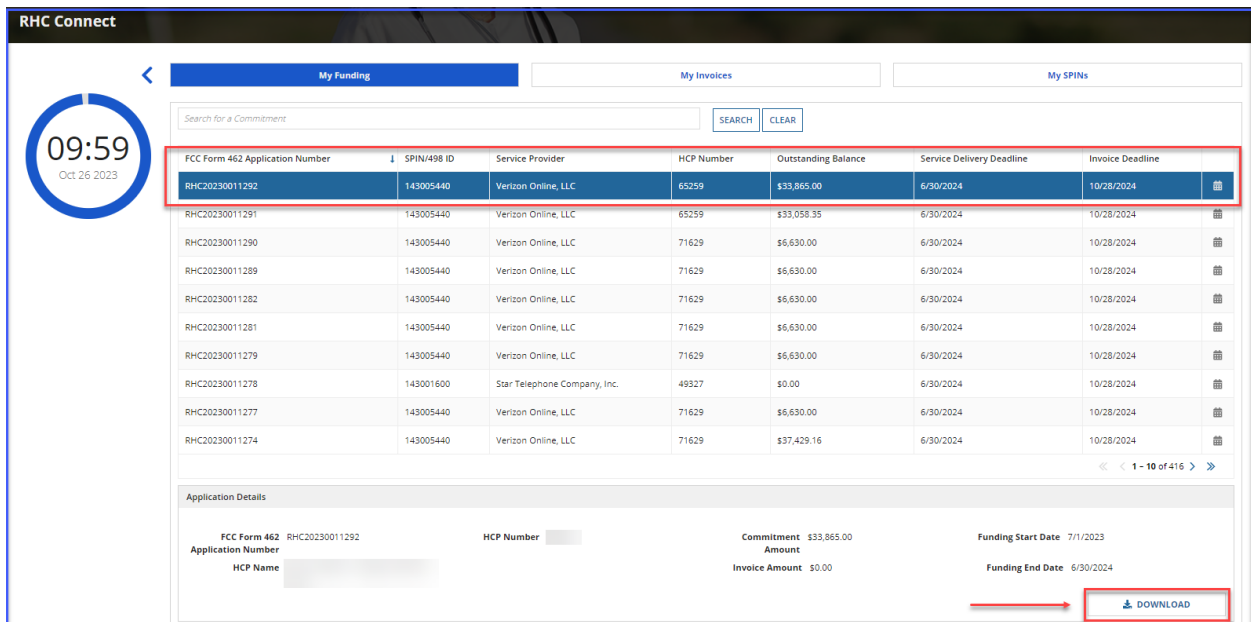 RHC Connect
My Funding My Invoices My SPINs
09:59
Oct 26 2023
Search for a Commitment SEARCH CLEAR
FCC Form 462 Application Number SPIN/498 ID Service Provider HCP Number Outstanding Balance Service Delivery Deadline Invoice Deadline
RHC20230011292 143005440 Verizon Online, LLC 65259 $33,865.00 6/30/2024 10/28/2024
RHC20230011291 143005440 Verizon Online, LLC 65259 $33,058.35 6/30/2024 10/28/2024
RHC20230011290 143005440 Verizon Online, LLC 71629 $6,630.00 6/30/2024 10/28/2024
RHC20230011289 143005440 Verizon Online, LLC 71629 $6,630.00 6/30/2024 10/28/2024
RHC20230011282 143005440 Verizon Online, LLC 71629 $6,630.00 6/30/2024 10/28/2024
RHC20230011281 143005440 Verizon Online, LLC 71629 $6,630.00 6/30/2024 10/28/2024
RHC20230011279 143005440 Verizon Online, LLC 71629 $6,630.00 6/30/2024 10/28/2024
RHC20230011278 143001600 Star Telephone Company, Inc. 49327 $0.00 6/30/2024 10/28/2024
RHC20230011277 143005440 Verizon Online, LLC 71629 $6,630.00 6/30/2024 10/28/2024
RHC20230011274 143005440 Verizon Online, LLC 71629 $37,429.16 6/30/2024 10/28/2024
1 – 10 of 416
Application Details
FCC Form 462 RHC20230011292 HCP Number Commitment $33,865.00 Funding Start Date 7/1/2023
Application Number Amount
HCP Name Invoice Amount $0.00 Funding End Date 6/30/2024
DOWNLOAD